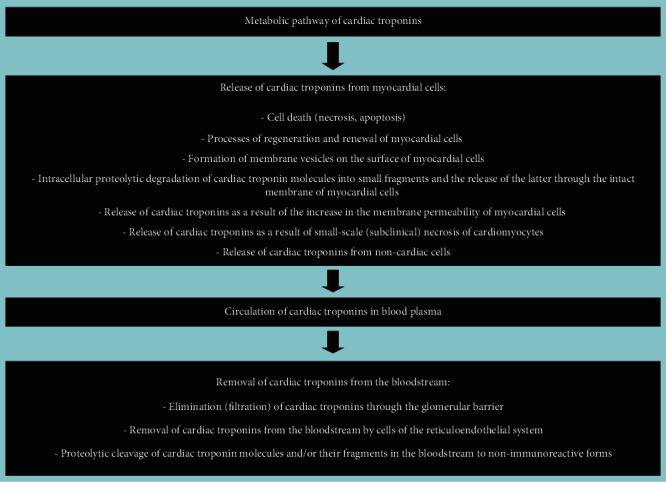 Metabolic pathway of cardiac troponins
Release of cardiac troponins from myocardial cells:
- Cell death (necrosis, apoptosis)
- Processes of regeneration and renewal of myocardial cells
- Formation of membrane vesicles on the surface of myocardial cells
- Intracellular proteolytic degradation of cardiac troponin molecules into small fragments and the release of the latter through the intact
membrane of myocardial cells
- Release of cardiac troponins as a result of the increase in the membrane permeability of myocardial cells
- Release of cardiac troponins as a result of small-scale (subclinical) necrosis of cardiomyocytes
- Release of cardiac troponins from non-cardiac cells
Circulation of cardiac troponins in blood plasma
Removal of cardiac troponins from the bloodstream:
- Elimination (filtration) of cardiac troponins through the glomerular barrier
- Removal of cardiac troponins from the bloodstream by cells of the reticuloendothelial system
- Proteolytic cleavage of cardiac troponin molecules and/or their fragments in the bloodstream to non-immunoreactive forms